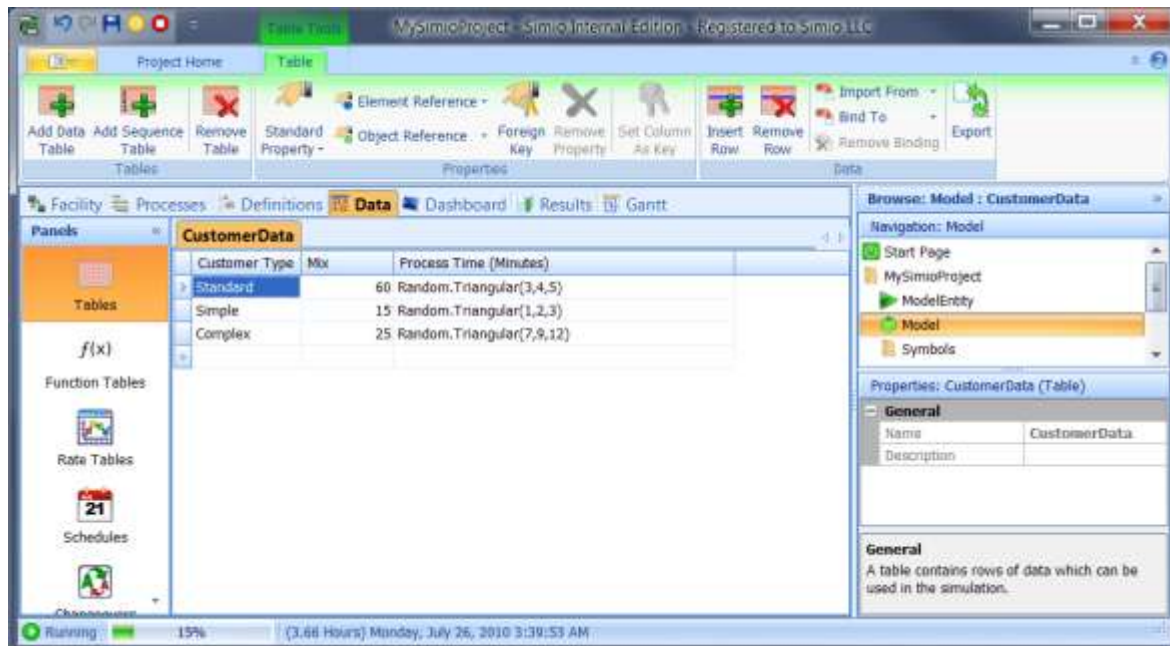 Table Tools MySimioProject - Simio Internal Edition - Registered to Simio LLC
Project Home Table
Add Data Table
Add Sequence Table
Remove Table
Standard Property
Element Reference
Object Reference
Foreign Key
Remove Property
Set Column As Key
Insert Row
Remove Row
Import From
Bind To
Remove Binding
Export
Tables Properties Data
Facility Processes Definitions Data Dashboard Results Gantt
Panels
Tables
f(x)
Function Tables
Rate Tables
21
Schedules
CustomerData
Customer Type Mix Process Time (Minutes)
Standard 60 Random.Triangular(3,4,5)
Simple 15 Random.Triangular(1,2,3)
Complex 25 Random.Triangular(7,9,12)
Browse: Model : CustomerData
Navigation: Model
Start Page
MySimioProject
ModelEntity
Model
Symbols
Properties: CustomerData (Table)
General
Name CustomerData
Description
General
A table contains rows of data which can be
used in the simulation.
Running 15% (3.66 Hours) Monday, July 26, 2010 3:39:53 AM